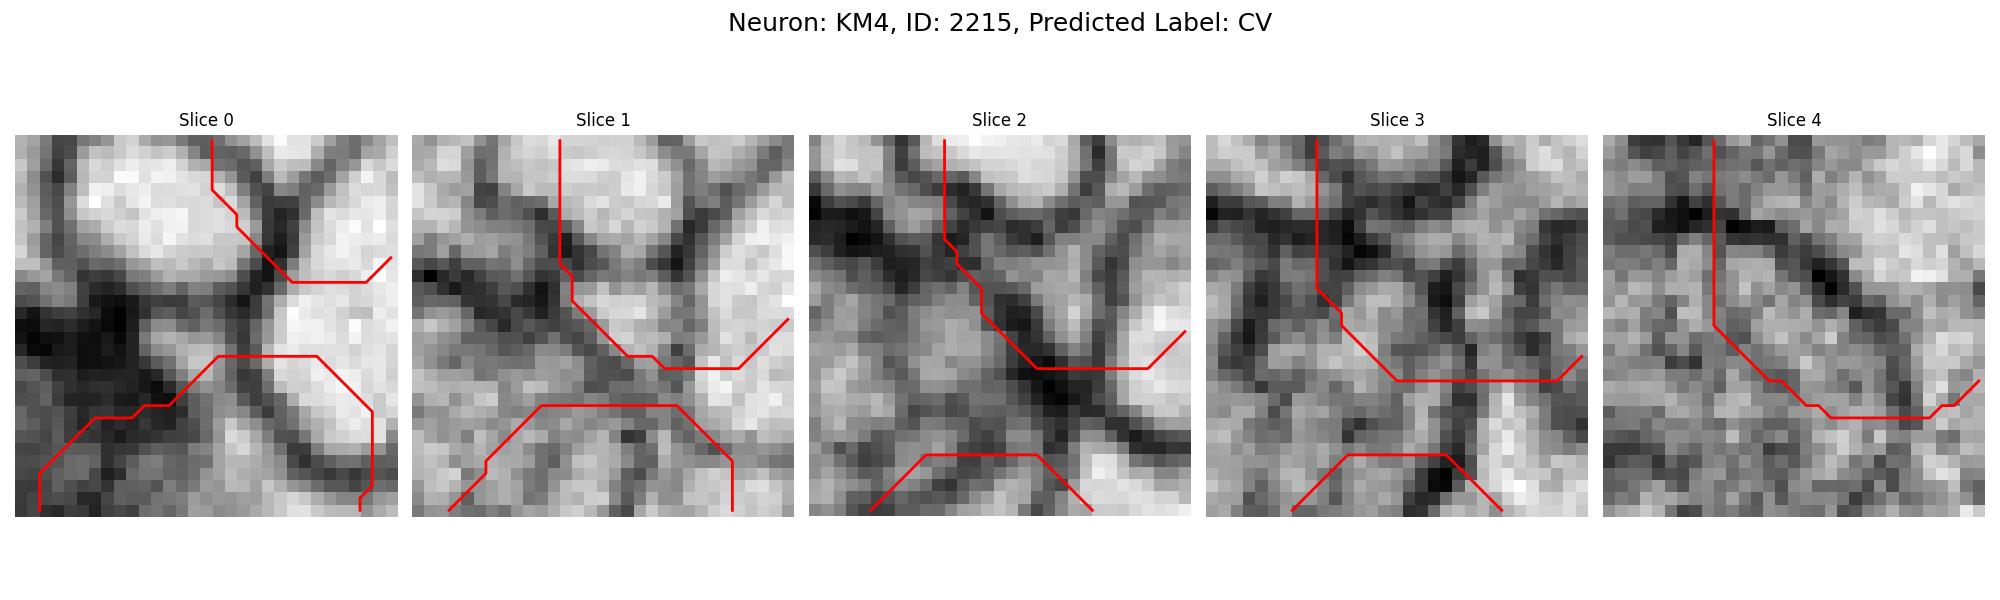 Neuron: KM4, ID: 2215, Predicted Label: CV
Slice 0
Slice 1
Slice 2
Slice 3
Slice 4